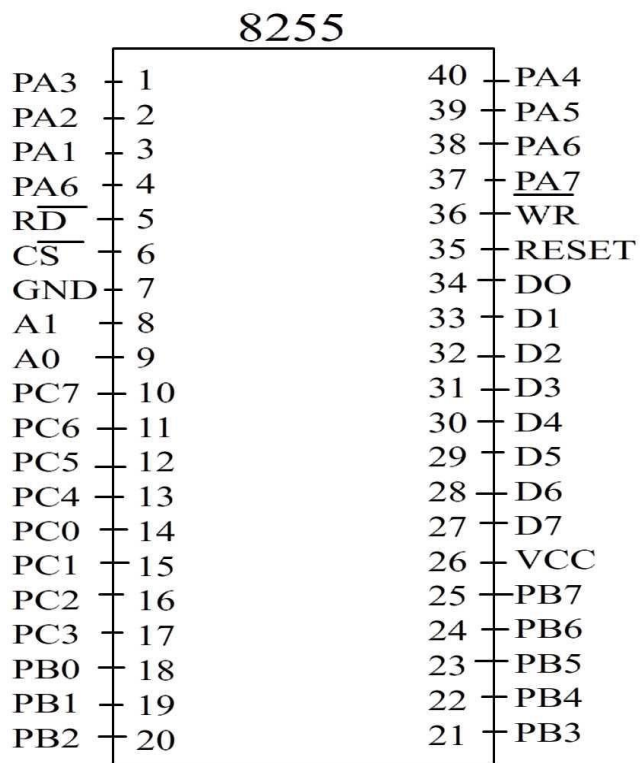 8255
PA3 1 40 PA4
PA2 2 39 PA5
PA1 3 38 PA6
PA6 4 37 PA7
RD 5 36 WR
CS 6 35 RESET
GND 7 34 DO
A1 8 33 D1
A0 9 32 D2
PC7 10 31 D3
PC6 11 30 D4
PC5 12 29 D5
PC4 13 28 D6
PC0 14 27 D7
PC1 15 26 VCC
PC2 16 25 PB7
PC3 17 24 PB6
PB0 18 23 PB5
PB1 19 22 PB4
PB2 20 21 PB3